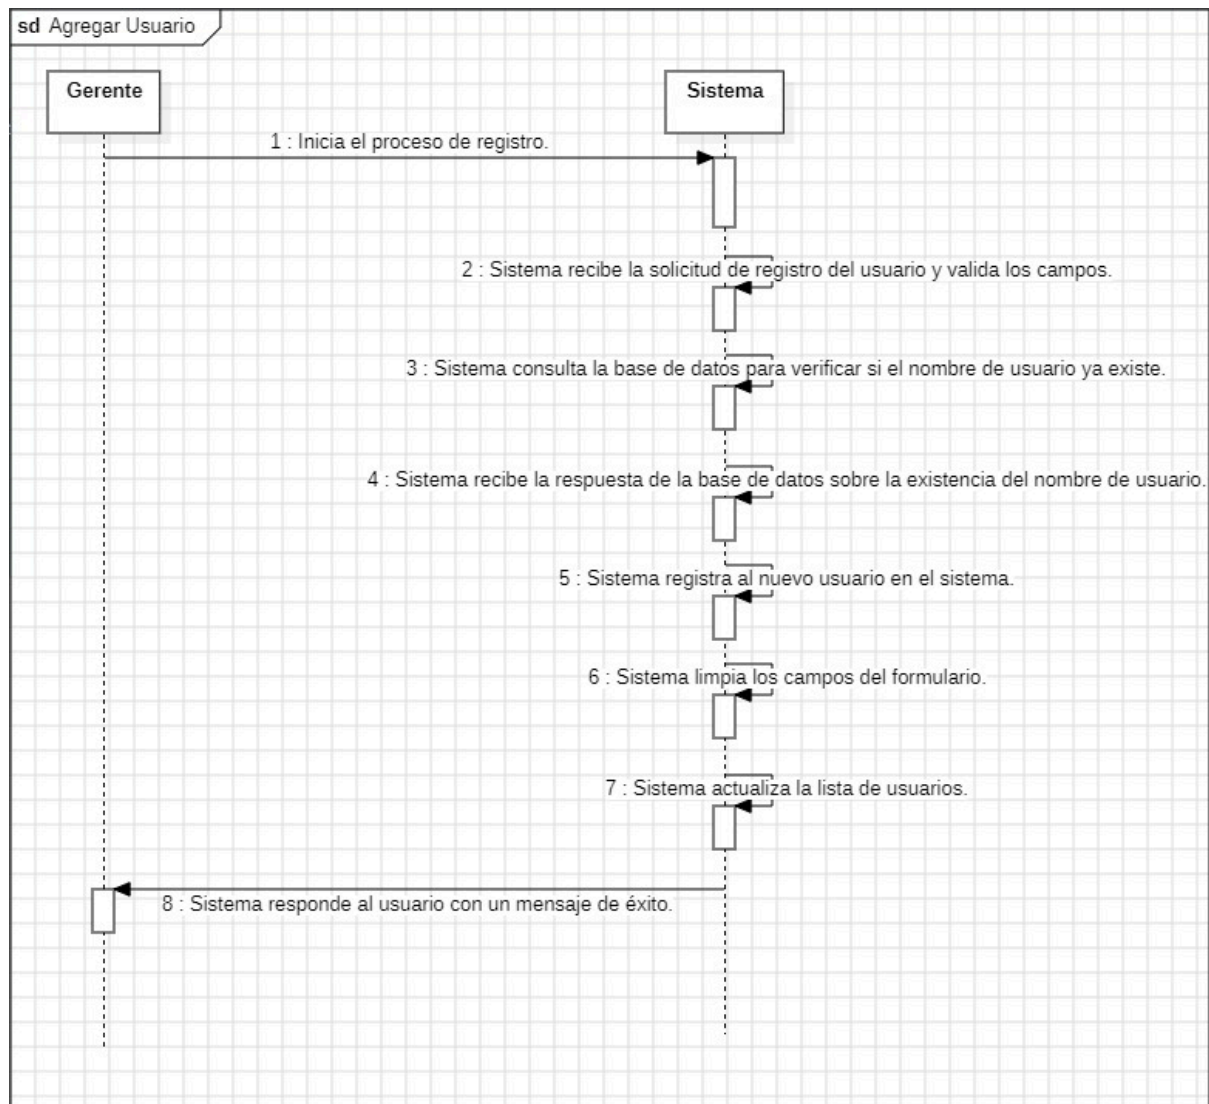 sd Agregar Usuario
Gerente
Sistema
1 : Inicia el proceso de registro.
2 : Sistema recibe la solicitud de registro del usuario y valida los campos.
3 : Sistema consulta la base de datos para verificar si el nombre de usuario ya existe.
4 : Sistema recibe la respuesta de la base de datos sobre la existencia del nombre de usuario.
5 : Sistema registra al nuevo usuario en el sistema.
6 : Sistema limpia los campos del formulario.
7 : Sistema actualiza la lista de usuarios.
8 : Sistema responde al usuario con un mensaje de éxito.